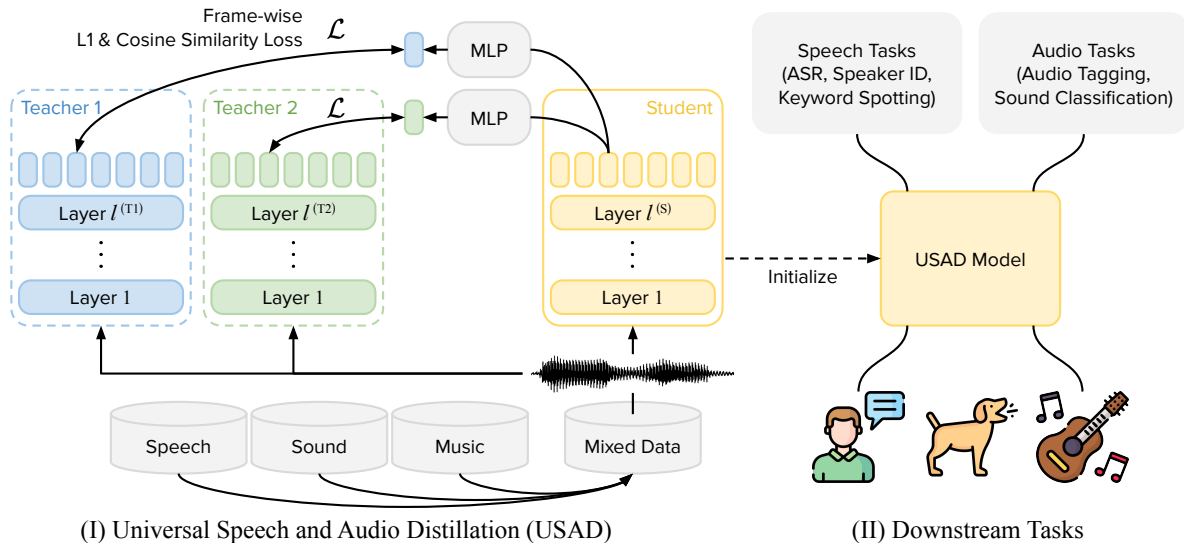 Frame-wise
L1 & Cosine Similarity Loss ℒ
MLP
Speech Tasks
(ASR, Speaker ID,
Keyword Spotting)
Audio Tasks
(Audio Tagging,
Sound Classification)
Teacher 1
Teacher 2
ℒ
MLP
Student
Layer l (T1)
Layer l (T2)
Layer l (S)
Layer 1
Layer 1
Layer 1
Initialize
USAD Model
Speech
Sound
Music
Mixed Data
(I) Universal Speech and Audio Distillation (USAD)
(II) Downstream Tasks